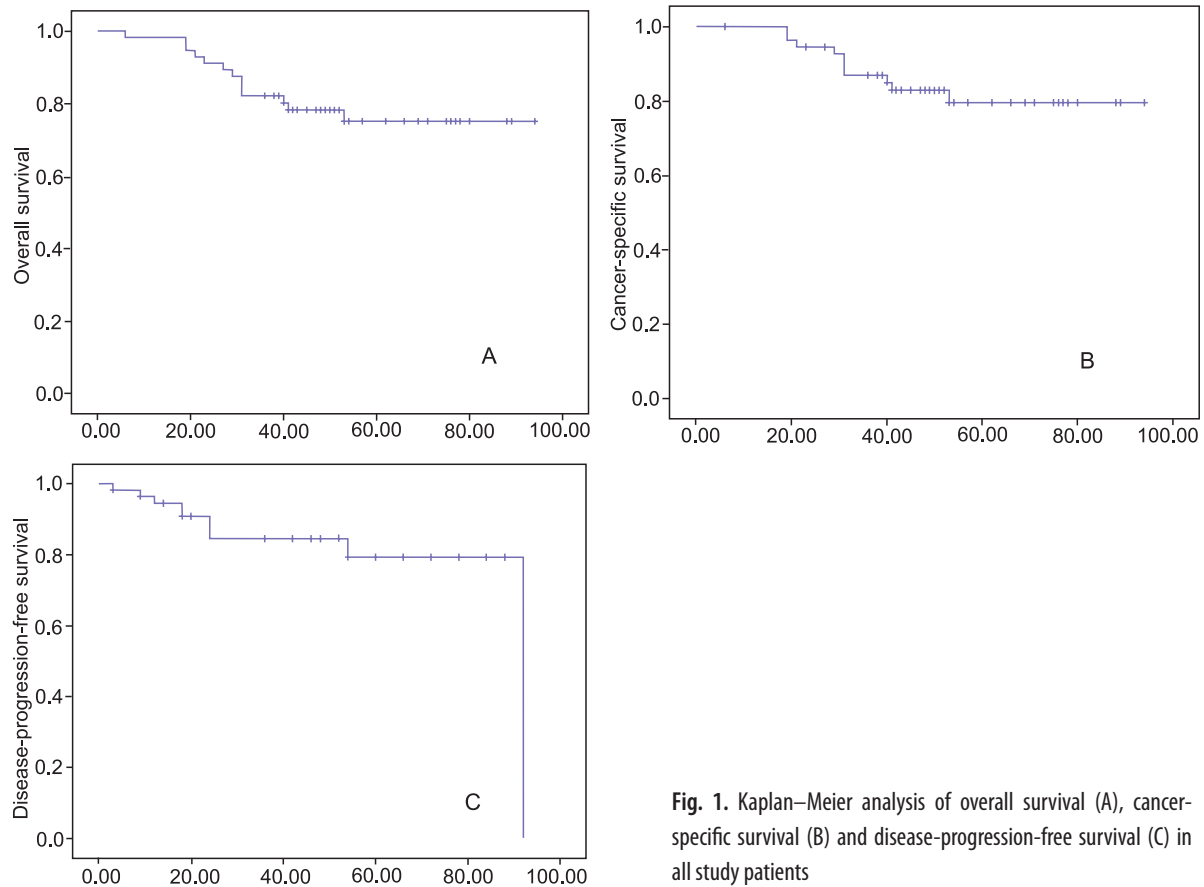 Overall survival
1.0
0.8
0.6
0.4
0.2
0.0
A
0.00 20.00 40.00 60.00 80.00 100.00
Cancer-specific survival
1.0
0.8
0.6
0.4
0.2
0.0
B
0.00 20.00 40.00 60.00 80.00 100.00
Disease-progression-free survival
1.0
0.8
0.6
0.4
0.2
0.0
C
0.00 20.00 40.00 60.00 80.00 100.00
Fig. 1. Kaplan–Meier analysis of overall survival (A), cancer-
specific survival (B) and disease-progression-free survival (C) in
all study patients